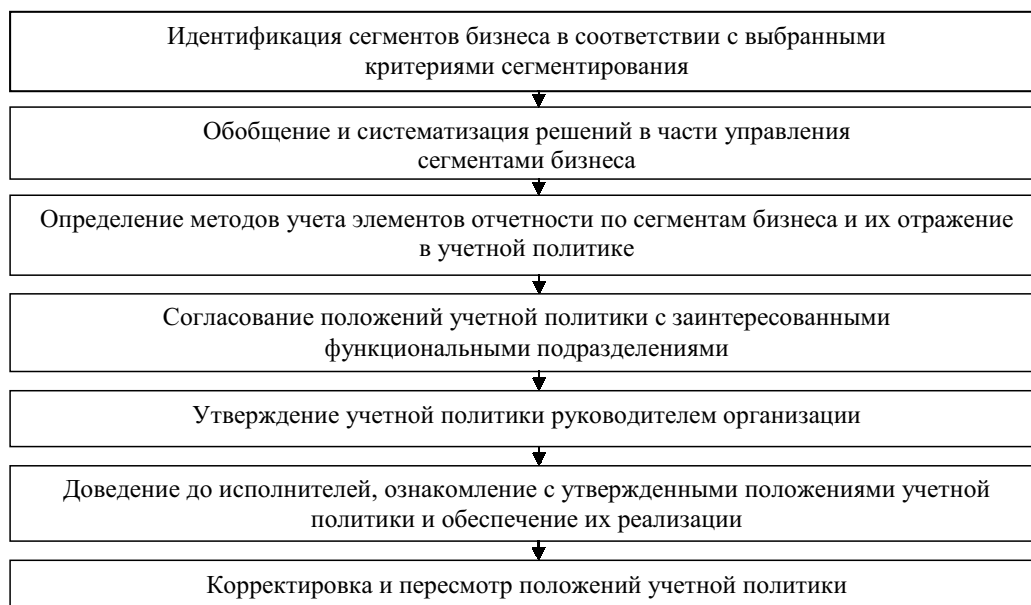 Идентификация сегментов бизнеса в соответствии с выбранными
критериями сегментирования
Обобщение и систематизация решений в части управления
сегментами бизнеса
Определение методов учета элементов отчетности по сегментам бизнеса и их отражение
в учетной политике
Согласование положений учетной политики с заинтересованными
функциональными подразделениями
Утверждение учетной политики руководителем организации
Доведение до исполнителей, ознакомление с утвержденными положениями учетной
политики и обеспечение их реализации
Корректировка и пересмотр положений учетной политики